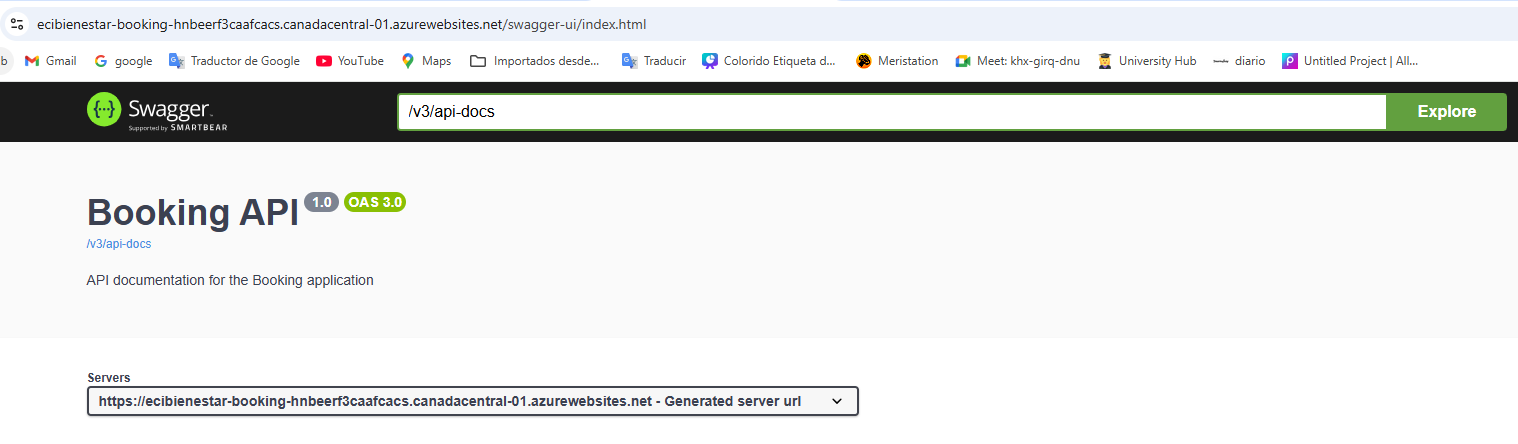 ecibienestar-booking-hnbeerf3caafcacs.canadacentral-01.azurewebsites.net/swagger-ui/index.html
b Gmail google Traductor de Google YouTube Maps Importados desde... Traducir Colorido Etiqueta d... Meristation Meet: khx-girq-dnu University Hub diario Untitled Project | All...
Swagger
Supported by SMARTBEAR
/v3/api-docs Explore
Booking API 1.0 OAS 3.0
/v3/api-docs
API documentation for the Booking application
Servers
https://ecibienestar-booking-hnbeerf3caafcacs.canadacentral-01.azurewebsites.net - Generated server url